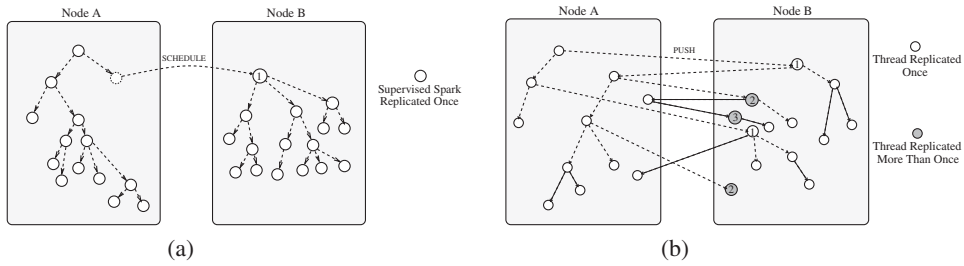 Node A
Node B
SCHEDULE
1
Supervised Spark
Replicated Once
(a)
Node A
Node B
PUSH
1
2
3
1
2
Thread Replicated
Once
Thread Replicated
More Than Once
(b)